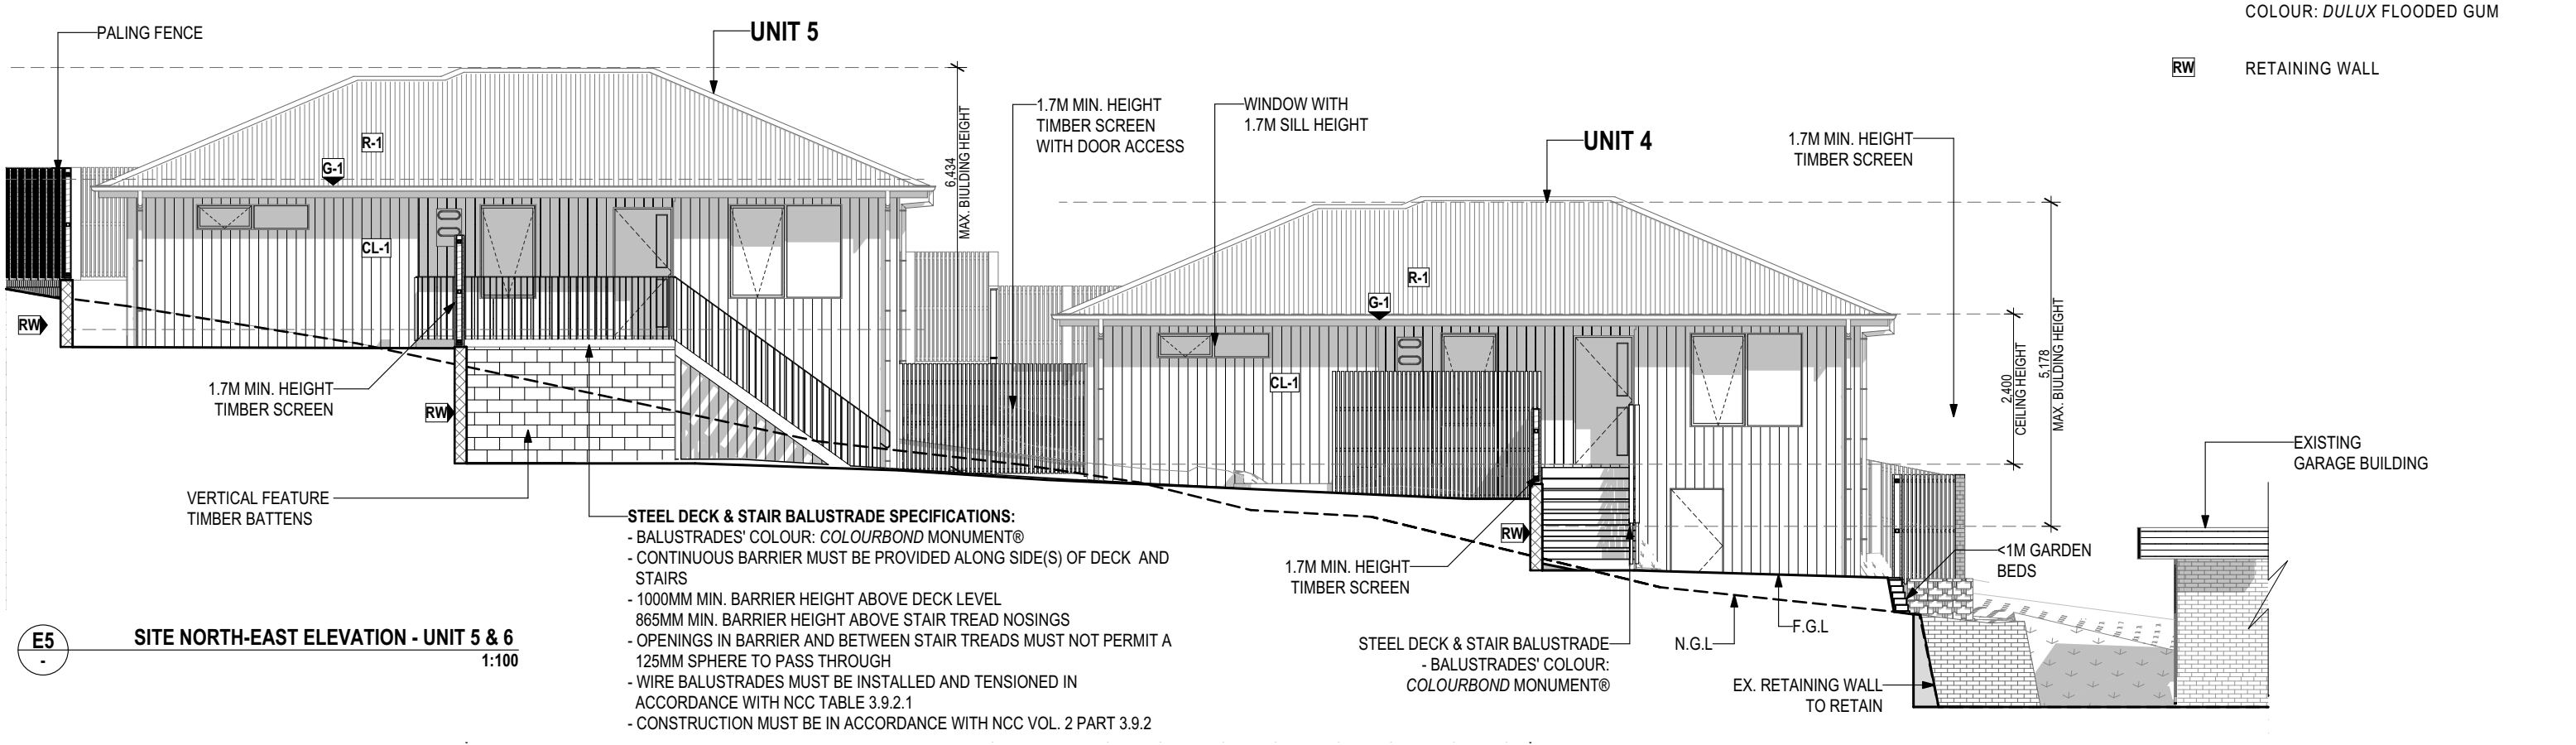 COLOUR: DULUX FLOODED GUM
RW RETAINING WALL
PALING FENCE
UNIT 5
R-1
G-1
CL-1
6,434
MAX. BIUILDING HEIGHT
1.7M MIN. HEIGHT
TIMBER SCREEN
WITH DOOR ACCESS
WINDOW WITH
1.7M SILL HEIGHT
UNIT 4
1.7M MIN. HEIGHT
TIMBER SCREEN
R-1
G-1
CL-1
2,400
CEILING HEIGHT
5,178
MAX. BIUILDING HEIGHT
RW
1.7M MIN. HEIGHT
TIMBER SCREEN
RW
VERTICAL FEATURE
TIMBER BATTENS
STEEL DECK & STAIR BALUSTRADE SPECIFICATIONS:
- BALUSTRADES' COLOUR: COLOURBOND MONUMENT®
- CONTINUOUS BARRIER MUST BE PROVIDED ALONG SIDE(S) OF DECK AND
STAIRS
- 1000MM MIN. BARRIER HEIGHT ABOVE DECK LEVEL
865MM MIN. BARRIER HEIGHT ABOVE STAIR TREAD NOSINGS
- OPENINGS IN BARRIER AND BETWEEN STAIR TREADS MUST NOT PERMIT A
125MM SPHERE TO PASS THROUGH
- WIRE BALUSTRADES MUST BE INSTALLED AND TENSIONED IN
ACCORDANCE WITH NCC TABLE 3.9.2.1
- CONSTRUCTION MUST BE IN ACCORDANCE WITH NCC VOL. 2 PART 3.9.2
RW
1.7M MIN. HEIGHT
TIMBER SCREEN
STEEL DECK & STAIR BALUSTRADE
- BALUSTRADES' COLOUR:
COLOURBOND MONUMENT®
N.G.L
F.G.L
EX. RETAINING WALL
TO RETAIN
<1M GARDEN
BEDS
EXISTING
GARAGE BUILDING
E5
-
SITE NORTH-EAST ELEVATION - UNIT 5 & 6
1:100